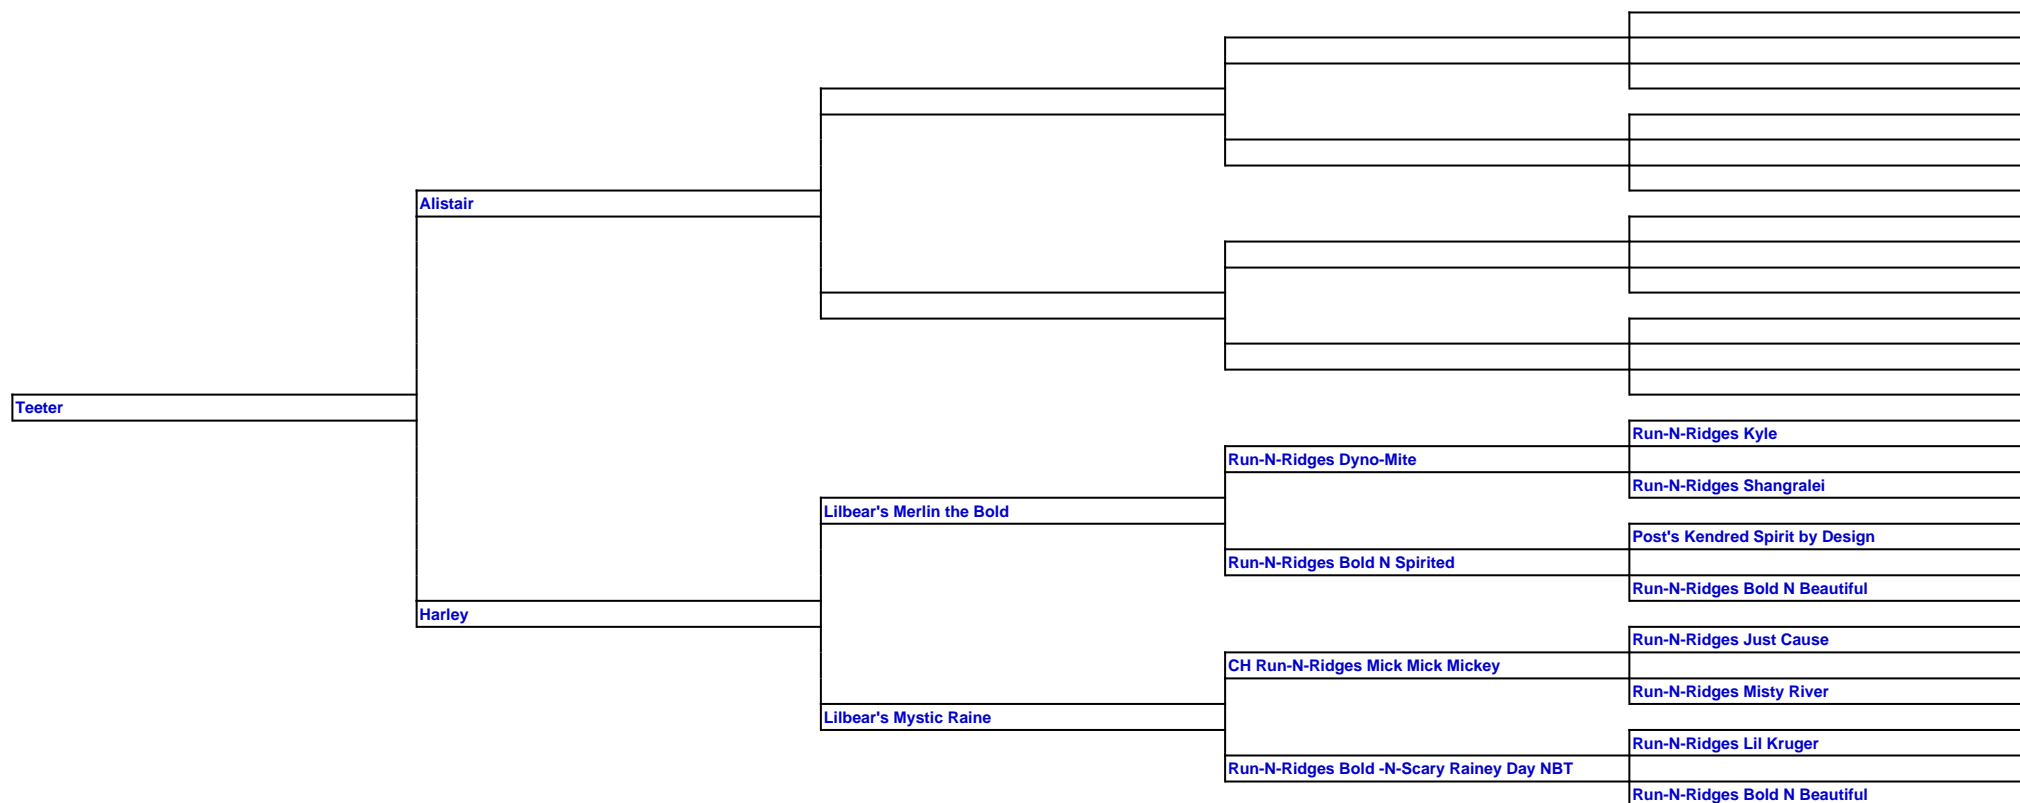 Alistair
Teeter
Run-N-Ridges Kyle
Run-N-Ridges Dyno-Mite
Run-N-Ridges Shangralei
Lilbear's Merlin the Bold
Post's Kendred Spirit by Design
Run-N-Ridges Bold N Spirited
Run-N-Ridges Bold N Beautiful
Harley
Run-N-Ridges Just Cause
CH Run-N-Ridges Mick Mick Mickey
Run-N-Ridges Misty River
Lilbear's Mystic Raine
Run-N-Ridges Lil Kruger
Run-N-Ridges Bold -N-Scary Rainey Day NBT
Run-N-Ridges Bold N Beautiful